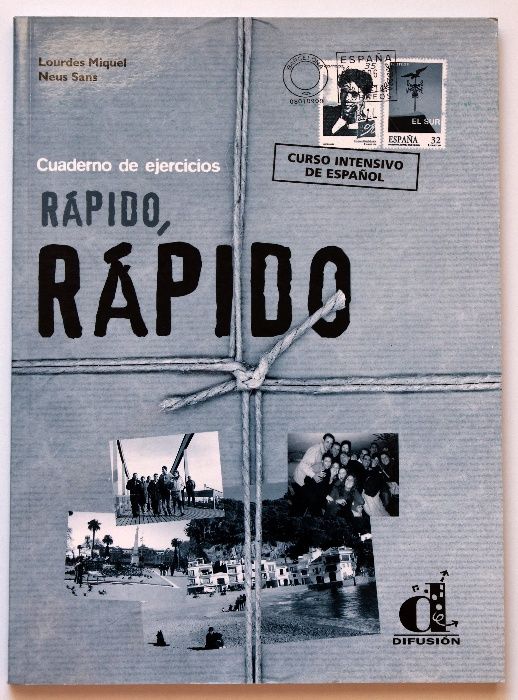 Lourdes Miquel
Neus Sans
ESPAÑA
EL SUR
ESPAÑA 32
CURSO INTENSIVO
DE ESPAÑOL
Cuaderno de ejercicios
RÁPIDO,
RÁPIDO
d
DIFUSIÓN